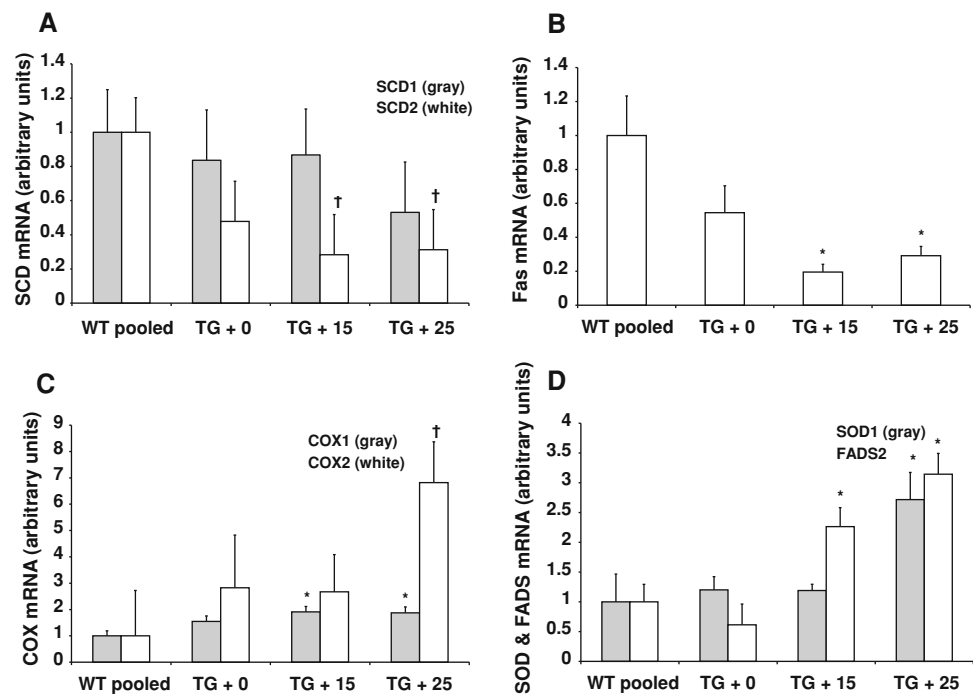 A
SCD mRNA (arbitrary units)
1.4
1.2
1
0.8
0.6
0.4
0.2
0
SCD1 (gray)
SCD2 (white)
†
†
WT pooled TG + 0 TG + 15 TG + 25
B
Fas mRNA (arbitrary units)
1.4
1.2
1
0.8
0.6
0.4
0.2
0
*
*
WT pooled TG + 0 TG + 15 TG + 25
C
COX mRNA (arbitrary units)
9
8
7
6
5
4
3
2
1
0
COX1 (gray)
COX2 (white)
*
*
†
WT pooled TG + 0 TG + 15 TG + 25
D
SOD & FADS mRNA (arbitrary units)
4
3.5
3
2.5
2
1.5
1
0.5
0
SOD1 (gray)
FADS2
*
*
*
WT pooled TG + 0 TG + 15 TG + 25